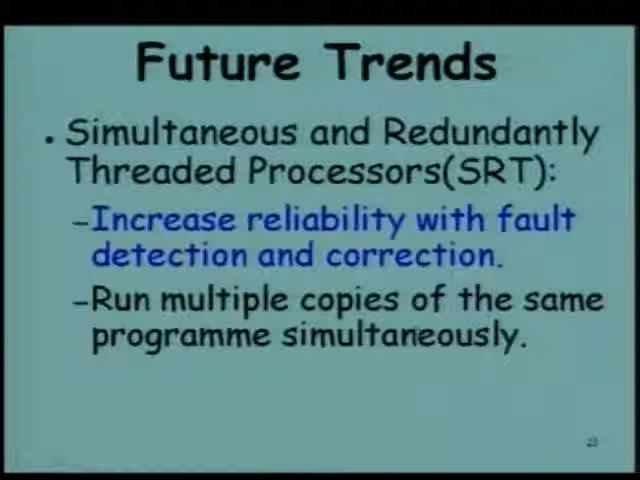 Future Trends
• Simultaneous and Redundantly
Threaded Processors(SRT):
–Increase reliability with fault
detection and correction.
–Run multiple copies of the same
programme simultaneously.